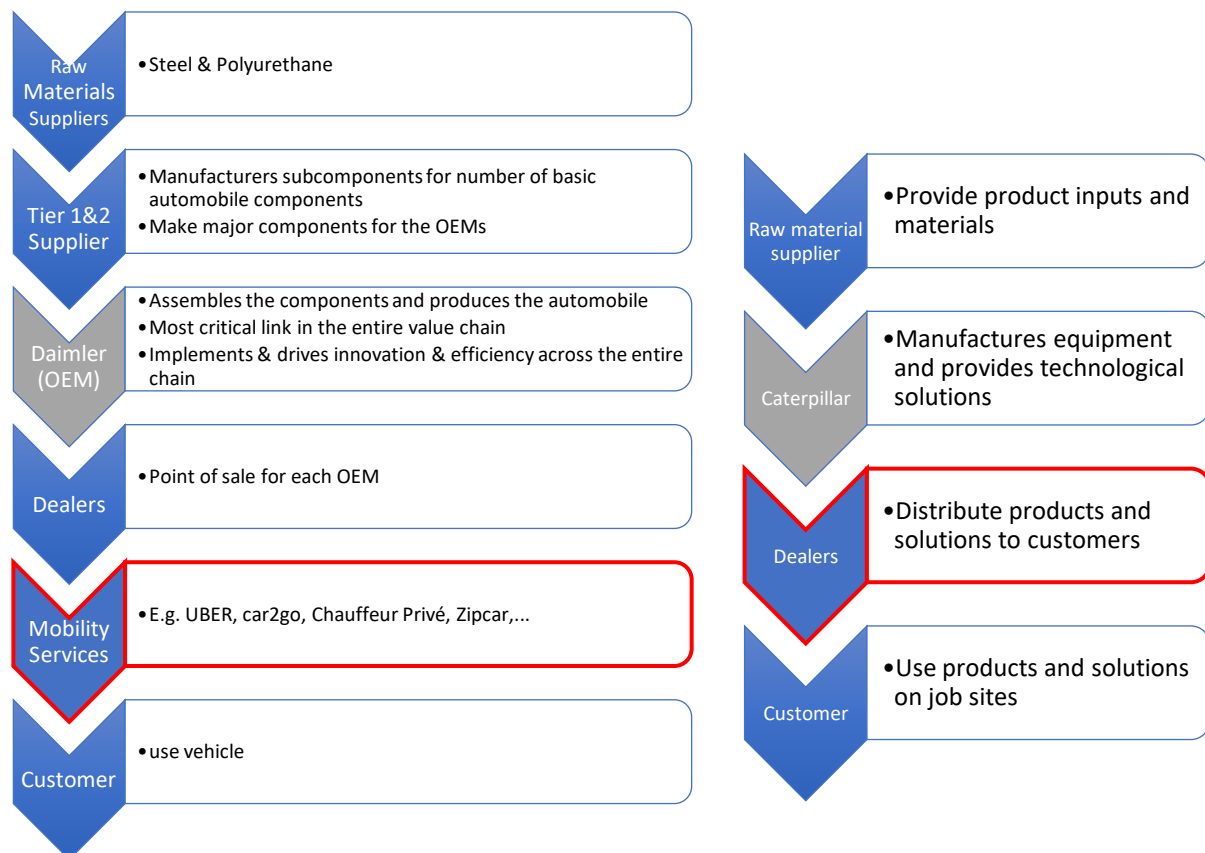 Raw
Materials
Suppliers
•Steel & Polyurethane
Tier 1&2
Supplier
•Manufacturers subcomponents for number of basic
automobile components
•Make major components for the OEMs
Daimler
(OEM)
•Assembles the components and produces the automobile
•Most critical link in the entire value chain
•Implements & drives innovation & efficiency across the entire
chain
Dealers
•Point of sale for each OEM
Mobility
Services
•E.g. UBER, car2go, Chauffeur Privé, Zipcar,...
Customer
•use vehicle
Raw material
supplier
•Provide product inputs and
materials
Caterpillar
•Manufactures equipment
and provides technological
solutions
Dealers
•Distribute products and
solutions to customers
Customer
•Use products and solutions
on job sites